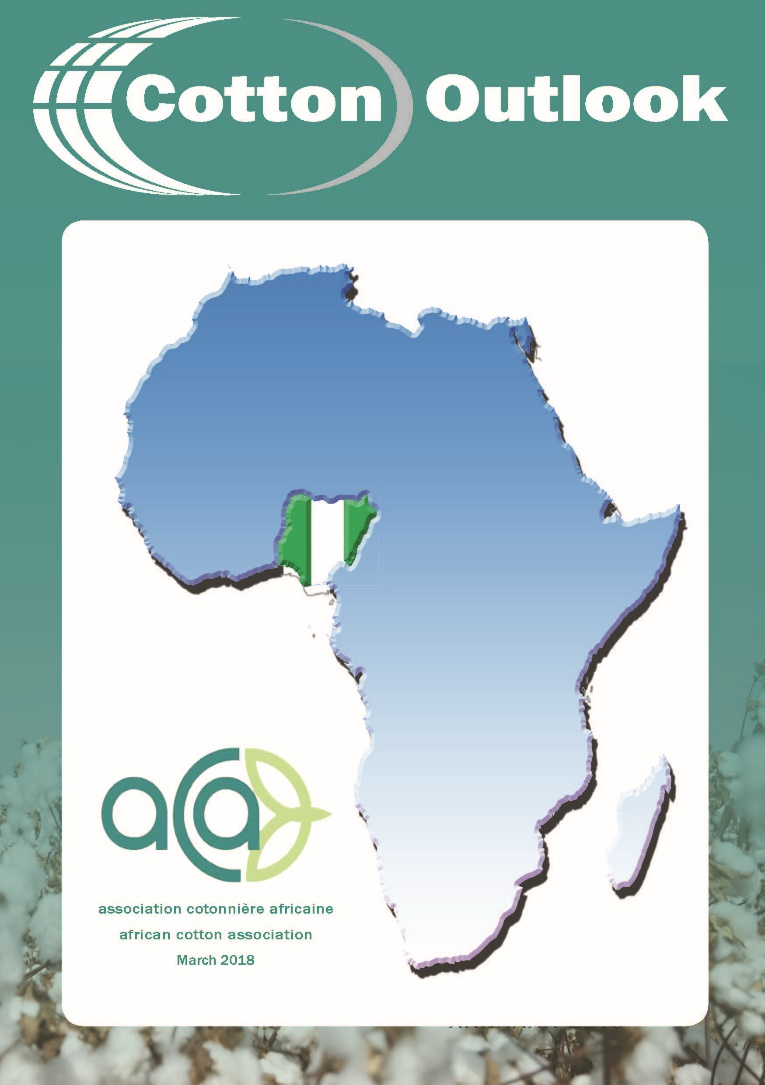 Cotton Outlook
aca
association cotonnière africaine
african cotton association
March 2018